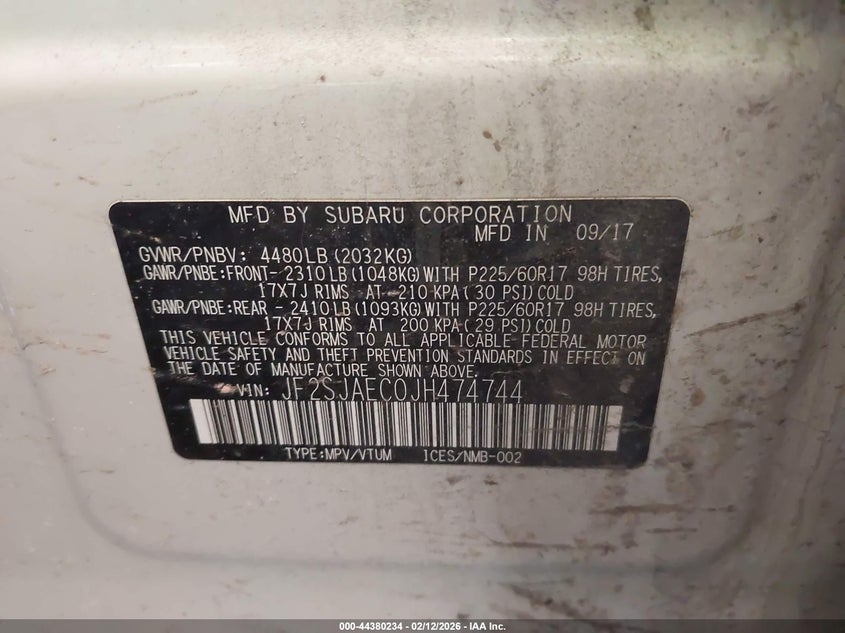 MFD BY SUBARU CORPORATION
MFD IN 09/17
GVWR/PNBV: 4480LB (2032KG)
GAWR/PNBE:FRONT- 2310 LB (1048KG) WITH P225/60R17 98H TIRES,
17X7J RIMS AT 210 KPA( 30 PSI) COLD
GAWR/PNBE:REAR - 2410 LB (1093KG) WITH P225/60R17 98H TIRES,
17X7J RIMS AT 200 KPA( 29 PSI) COLD
THIS VEHICLE CONFORMS TO ALL APPLICABLE FEDERAL MOTOR
VEHICLE SAFETY AND THEFT PREVENTION STANDARDS IN EFFECT ON
THE DATE OF MANUFACTURE SHOWN ABOVE.
VIN: JF2SJAEC0JH474744
TYPE:MPV/VTUM ICES/NMB-002
000-44380234 - 02/12/2026 - IAA Inc.